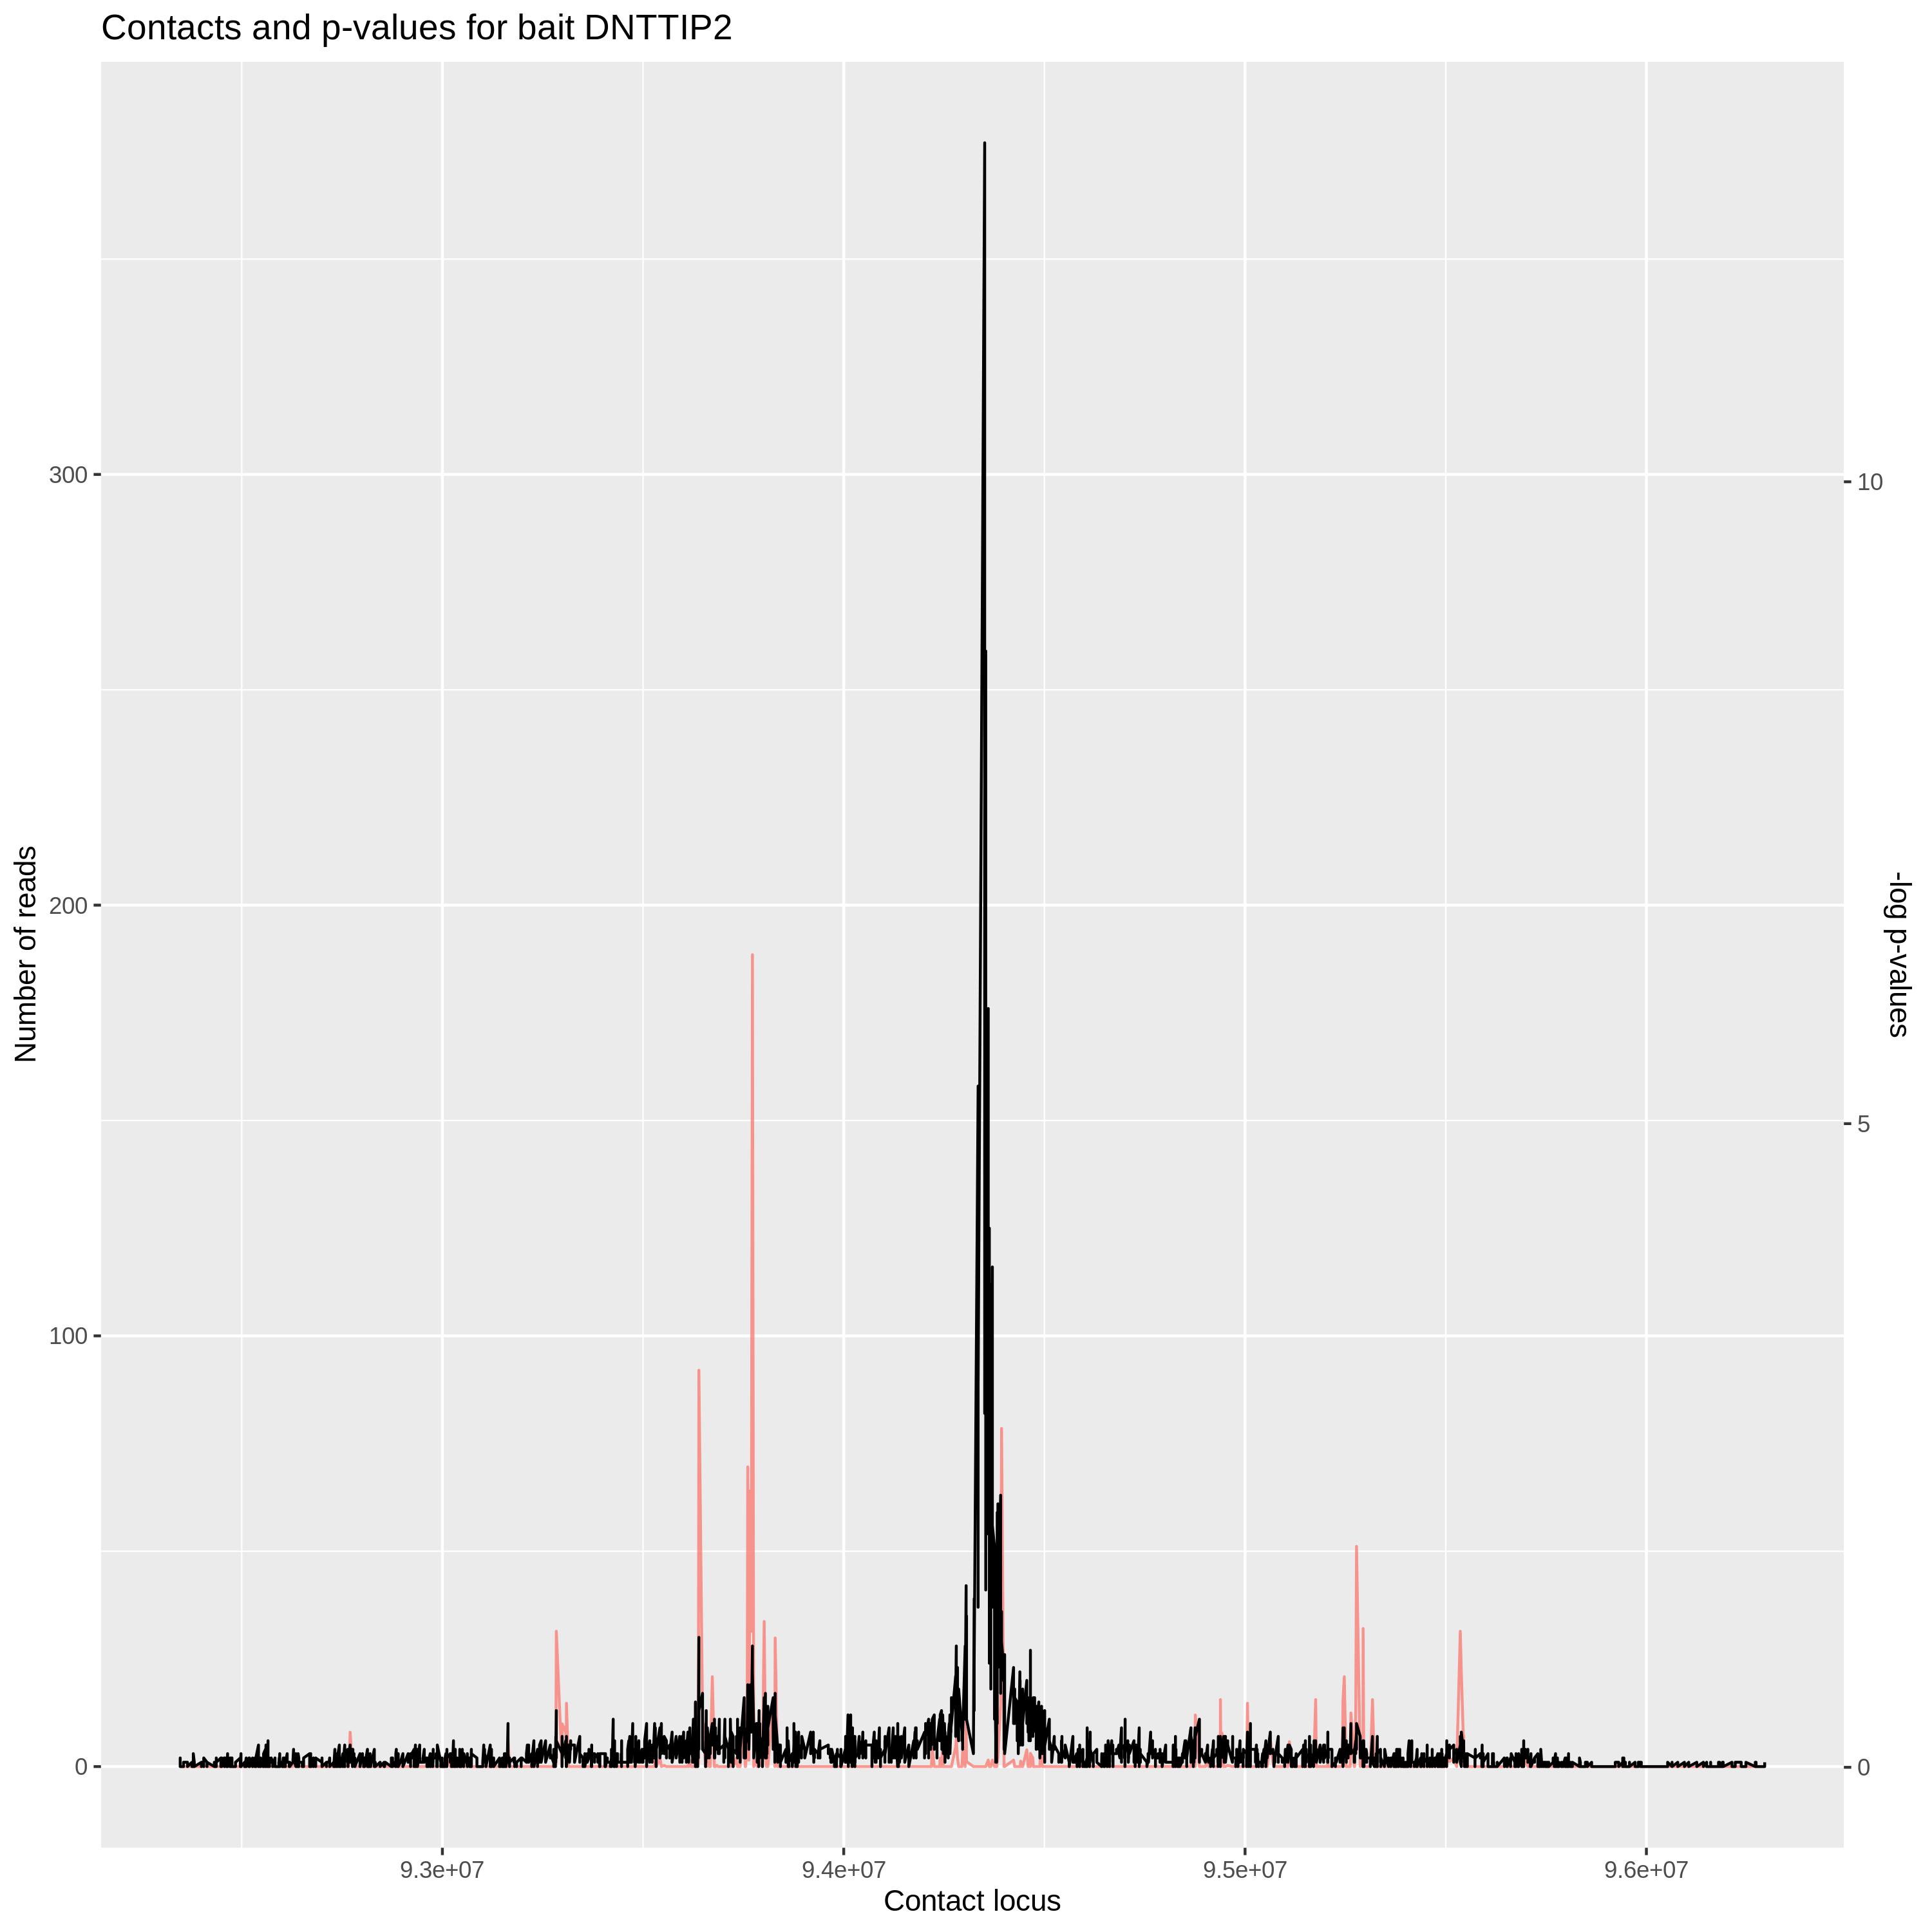 Contacts and p-values for bait DNTTIP2
300
200
100
0
Number of reads
10
5
0
-log p-values
9.3e+07
9.4e+07
9.5e+07
9.6e+07
Contact locus